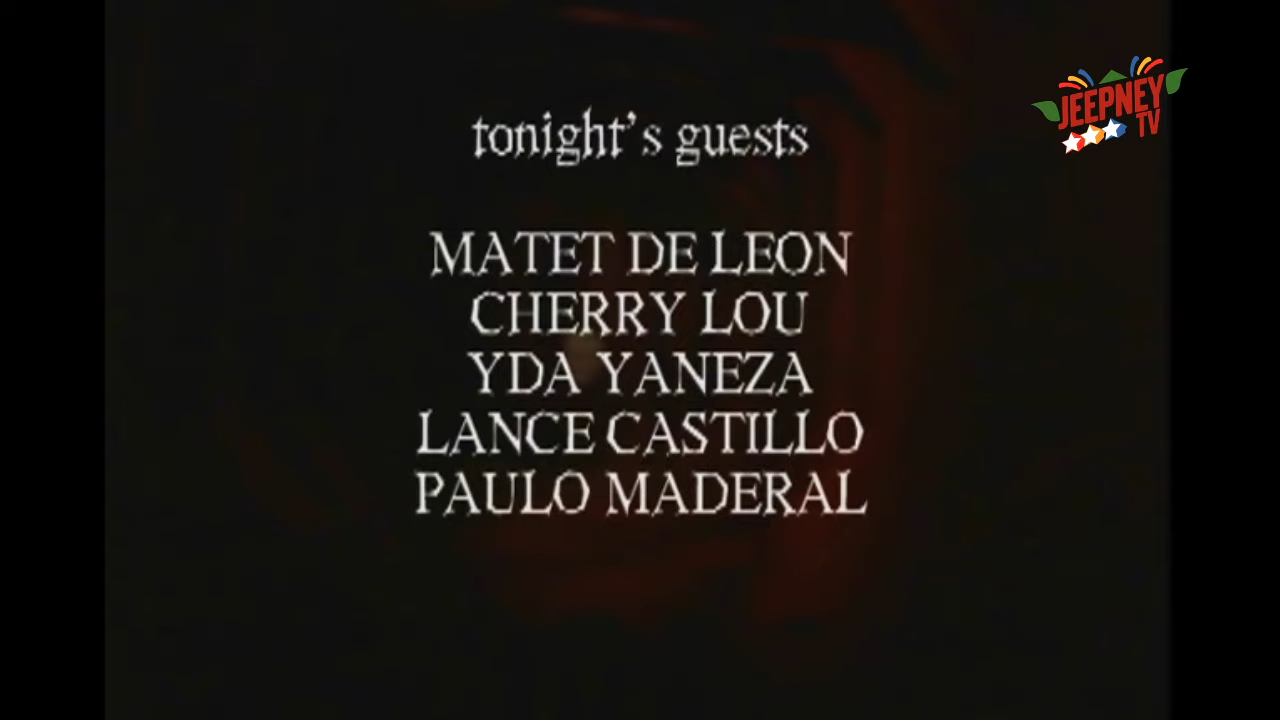 tonight's guests
MATET DE LEON
CHERRY LOU
YDA YANEZA
LANCE CASTILLO
PAULO MADERAL
JEEPNEY
TV